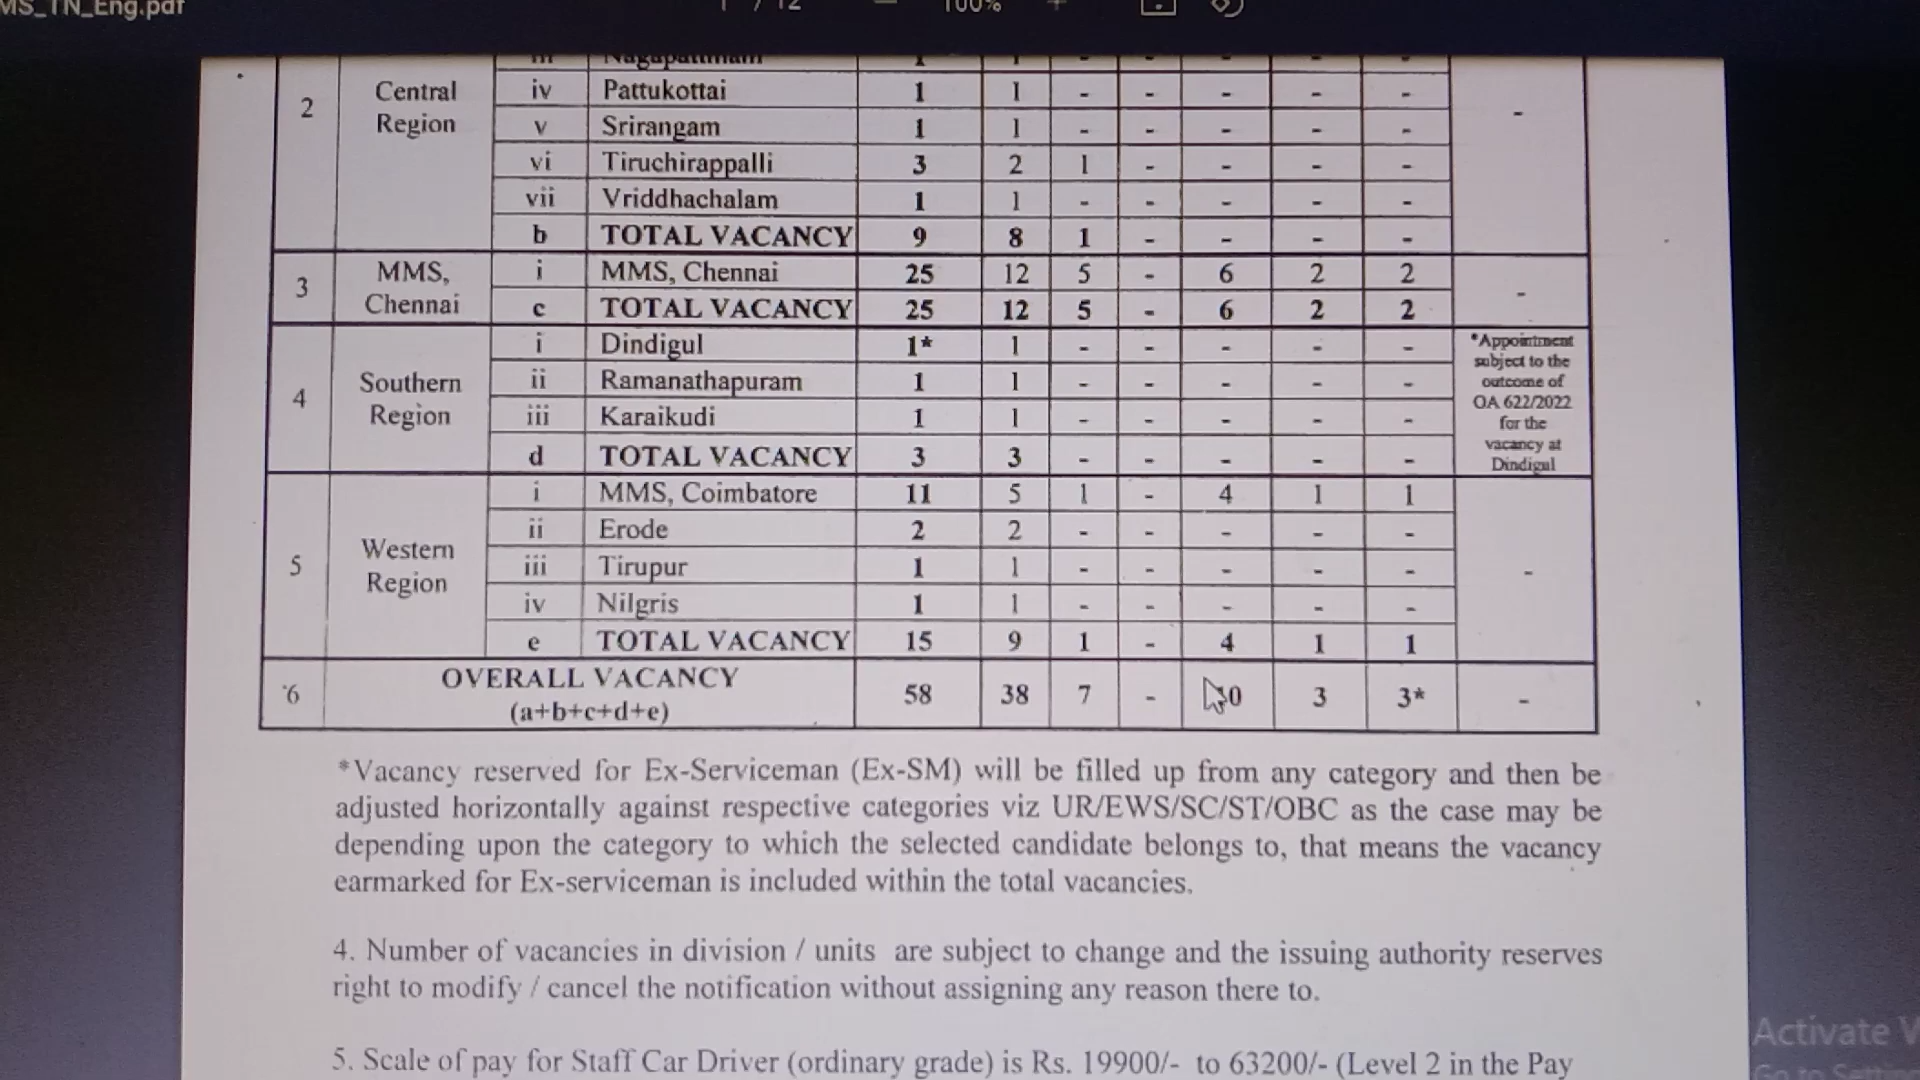 MS_TN_Eng.pdf 1 / 12 100%
iii Nagapattinam 1 1 - - - - -
2 Central Region iv Pattukottai 1 1 - - - - - -
v Srirangam 1 1 - - - - -
vi Tiruchirappalli 3 2 1 - - - -
vii Vriddhachalam 1 1 - - - - -
b TOTAL VACANCY 9 8 1 - - - -
3 MMS, Chennai i MMS, Chennai 25 12 5 - 6 2 2 -
c TOTAL VACANCY 25 12 5 - 6 2 2
4 Southern Region i Dindigul 1* 1 - - - - - *Appointment subject to the outcome of OA 622/2022 for the vacancy at Dindigul
ii Ramanathapuram 1 1 - - - - -
iii Karaikudi 1 1 - - - - -
d TOTAL VACANCY 3 3 - - - - -
5 Western Region i MMS, Coimbatore 11 5 1 - 4 1 1 -
ii Erode 2 2 - - - - -
iii Tirupur 1 1 - - - - -
iv Nilgris 1 1 - - - - -
e TOTAL VACANCY 15 9 1 - 4 1 1
6 OVERALL VACANCY (a+b+c+d+e) 58 38 7 - 10 3 3* -
*Vacancy reserved for Ex-Serviceman (Ex-SM) will be filled up from any category and then be
adjusted horizontally against respective categories viz UR/EWS/SC/ST/OBC as the case may be
depending upon the category to which the selected candidate belongs to, that means the vacancy
earmarked for Ex-serviceman is included within the total vacancies.
4. Number of vacancies in division / units are subject to change and the issuing authority reserves
right to modify / cancel the notification without assigning any reason there to.
5. Scale of pay for Staff Car Driver (ordinary grade) is Rs. 19900/- to 63200/- (Level 2 in the Pay
Activate
Go to Setting